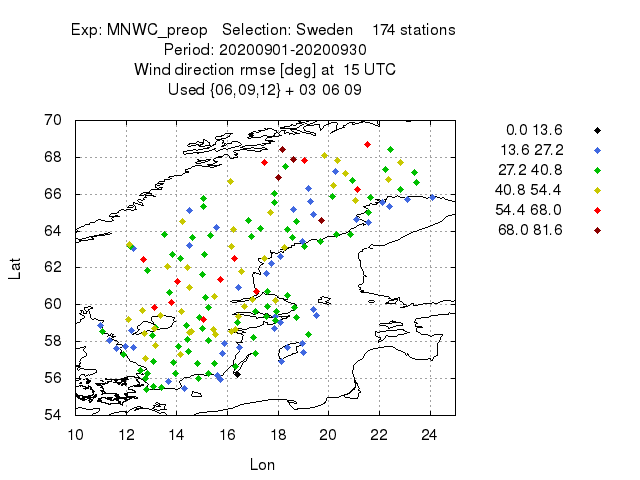 Exp: MNWC_preop Selection: Sweden 174 stations
Period: 20200901-20200930
Wind direction rmse [deg] at 15 UTC
Used {06,09,12} + 03 06 09
0.0 13.6
13.6 27.2
27.2 40.8
40.8 54.4
54.4 68.0
68.0 81.6
70
68
66
64
62
60
58
56
54
Lat
10 12 14 16 18 20 22 24
Lon